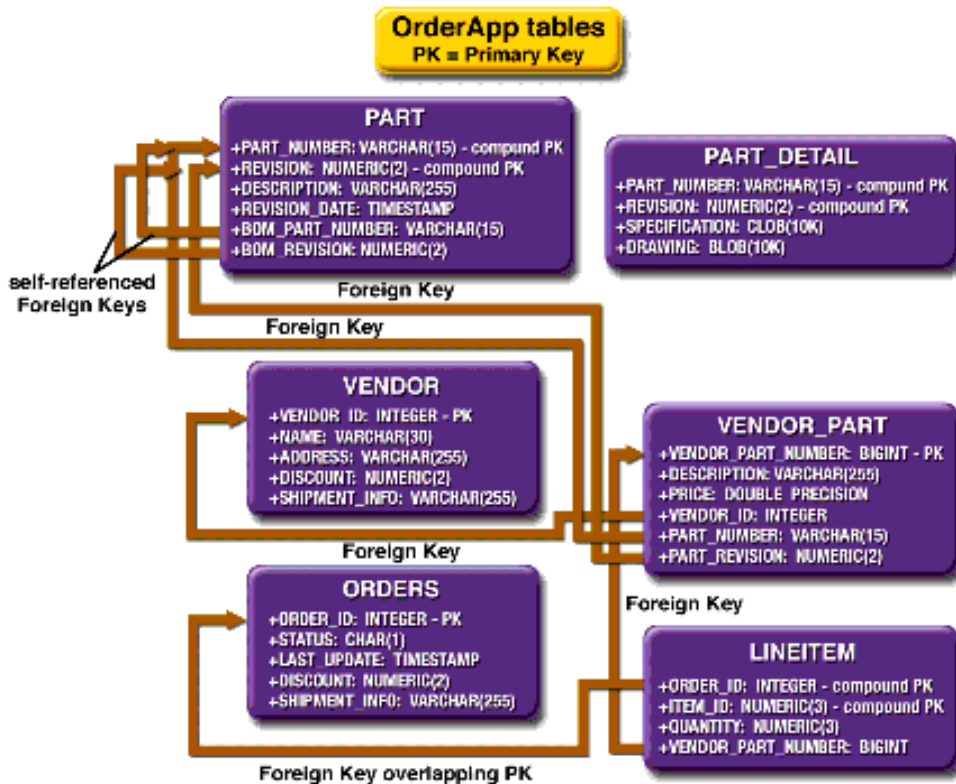 OrderApp tables
PK = Primary Key
PART
+PART_NUMBER: VARCHAR(15) - compund PK
+REVISION: NUMERIC(2) - compound PK
+DESCRIPTION: VARCHAR(255)
+REVISION_DATE: TIMESTAMP
+BOM_PART_NUMBER: VARCHAR(15)
+BOM_REVISION: NUMERIC(2)
PART_DETAIL
+PART_NUMBER: VARCHAR(15) - compund PK
+REVISION: NUMERIC(2) - compound PK
+SPECIFICATION: CLOB(10K)
+DRAWING: BLOB(10K)
self-referenced
Foreign Keys
Foreign Key
Foreign Key
VENDOR
+VENDOR_ID: INTEGER - PK
+NAME: VARCHAR(30)
+ADDRESS: VARCHAR(255)
+DISCOUNT: NUMERIC(2)
+SHIPMENT_INFO: VARCHAR(255)
VENDOR_PART
+VENDOR_PART_NUMBER: BIGINT - PK
+DESCRIPTION: VARCHAR(255)
+PRICE: DOUBLE PRECISION
+VENDOR_ID: INTEGER
+PART_NUMBER: VARCHAR(15)
+PART_REVISION: NUMERIC(2)
Foreign Key
ORDERS
+ORDER_ID: INTEGER - PK
+STATUS: CHAR(1)
+LAST_UPDATE: TIMESTAMP
+DISCOUNT: NUMERIC(2)
+SHIPMENT_INFO: VARCHAR(255)
Foreign Key
LINEITEM
+ORDER_ID: INTEGER - compound PK
+ITEM_ID: NUMERIC(3) - compound PK
+QUANTITY: NUMERIC(3)
+VENDOR_PART_NUMBER: BIGINT
Foreign Key overlapping PK